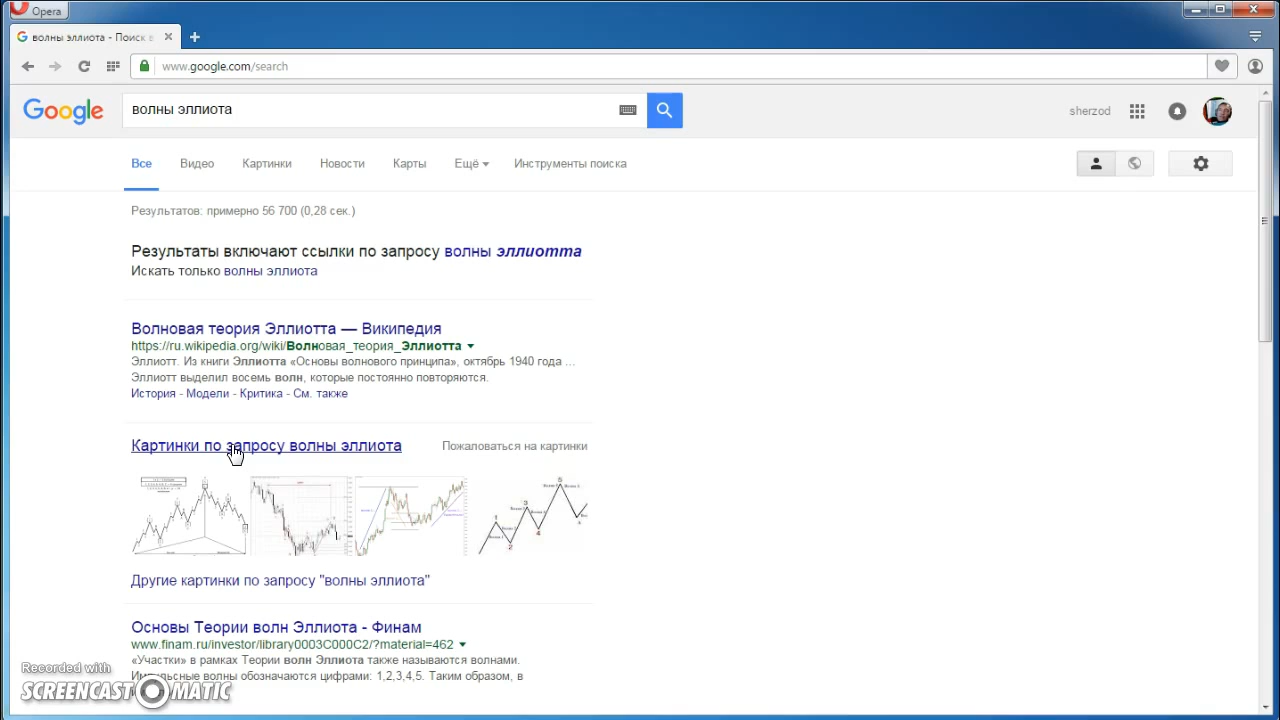 Opera
волны эллиота - Поиск в
www.google.com/search
Google
волны эллиота
sherzod
Все Видео Картинки Новости Карты Ещё Инструменты поиска
Результатов: примерно 56 700 (0,28 сек.)
Результаты включают ссылки по запросу волны эллиотта
Искать только волны эллиота
Волновая теория Эллиотта — Википедия
https://ru.wikipedia.org/wiki/Волновая_теория_Эллиотта
Эллиотт. Из книги Эллиотта «Основы волнового принципа», октябрь 1940 года ...
Эллиотт выделил восемь волн, которые постоянно повторяются.
История - Модели - Критика - См. также
Картинки по запросу волны эллиота Пожаловаться на картинки
1 2 3 4 5
Другие картинки по запросу "волны эллиота"
Основы Теории волн Эллиота - Финам
www.finam.ru/investor/library0003C000C2/?material=462
«Участки» в рамках Теории волн Эллиота также называются волнами.
Импульсные волны обозначаются цифрами: 1,2,3,4,5. Таким образом, в
Recorded with
SCREENCAST MATIC